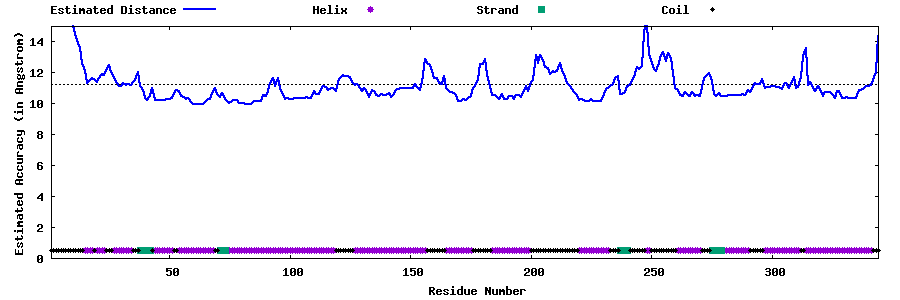 Estimated Distance Helix Strand Coil
Estimated Accuracy (in Angstrom)
14
12
10
8
6
4
2
0
50 100 150 200 250 300
Residue Number